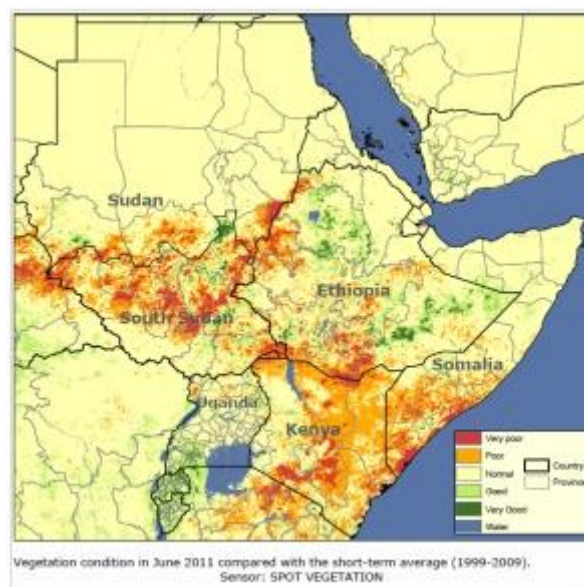 Sudan
Ethiopia
South Sudan
Somalia
Uganda
Kenya
Very poor
Poor
Normal
Good
Very Good
Water
Country
Provinc
Vegetation condition in June 2011 compared with the short-term average (1999-2009).
Sensor: SPOT VEGETATION